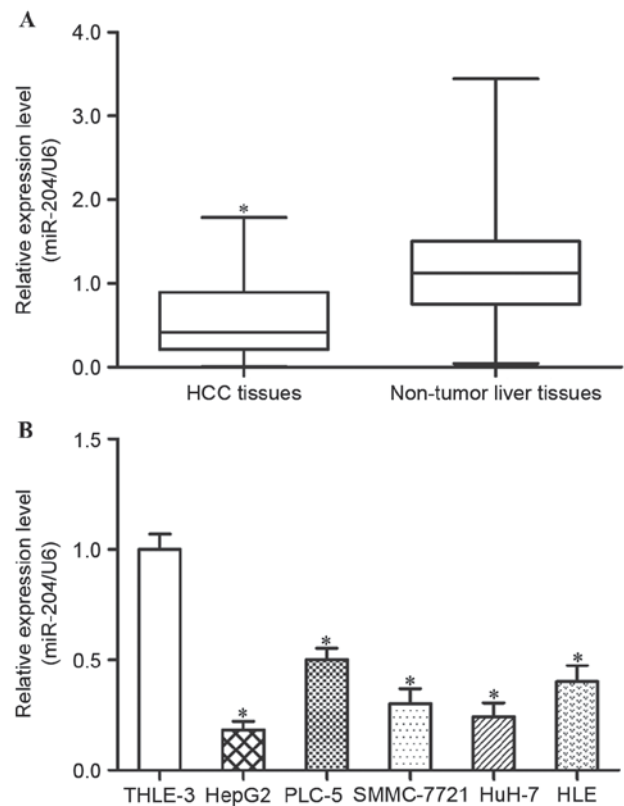 A
Relative expression level
(miR-204/U6)
4.0
3.0
2.0
1.0
0.0
*
HCC tissues
Non-tumor liver tissues
B
Relative expression level
(miR-204/U6)
1.5
1.0
0.5
0.0
*
*
*
*
*
THLE-3 HepG2 PLC-5 SMMC-7721 HuH-7 HLE